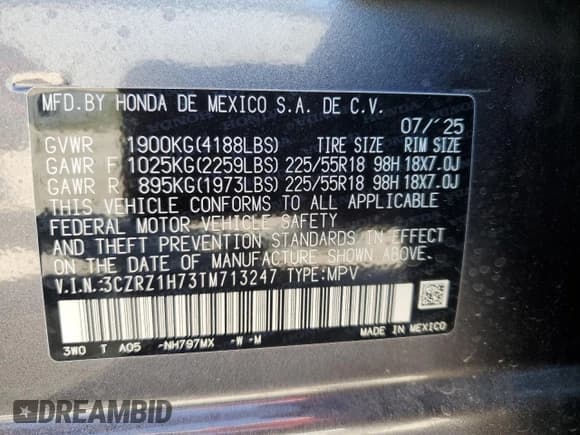 MFD.BY HONDA DE MEXICO S.A. DE C.V.
07/'25
GVWR 1900KG(4188LBS) TIRE SIZE RIM SIZE
GAWR F 1025KG(2259LBS) 225/55R18 98H 18X7.0J
GAWR R 895KG(1973LBS) 225/55R18 98H 18X7.0J
THIS VEHICLE CONFORMS TO ALL APPLICABLE
FEDERAL MOTOR VEHICLE SAFETY
AND THEFT PREVENTION STANDARDS IN EFFECT
ON THE DATE OF MANUFACTURE SHOWN ABOVE.
V.I.N.:3CZRZ1H73TM713247 TYPE:MPV
3W0 T A05 -NH797MX -W -M
MADE IN MEXICO
DREAMBID